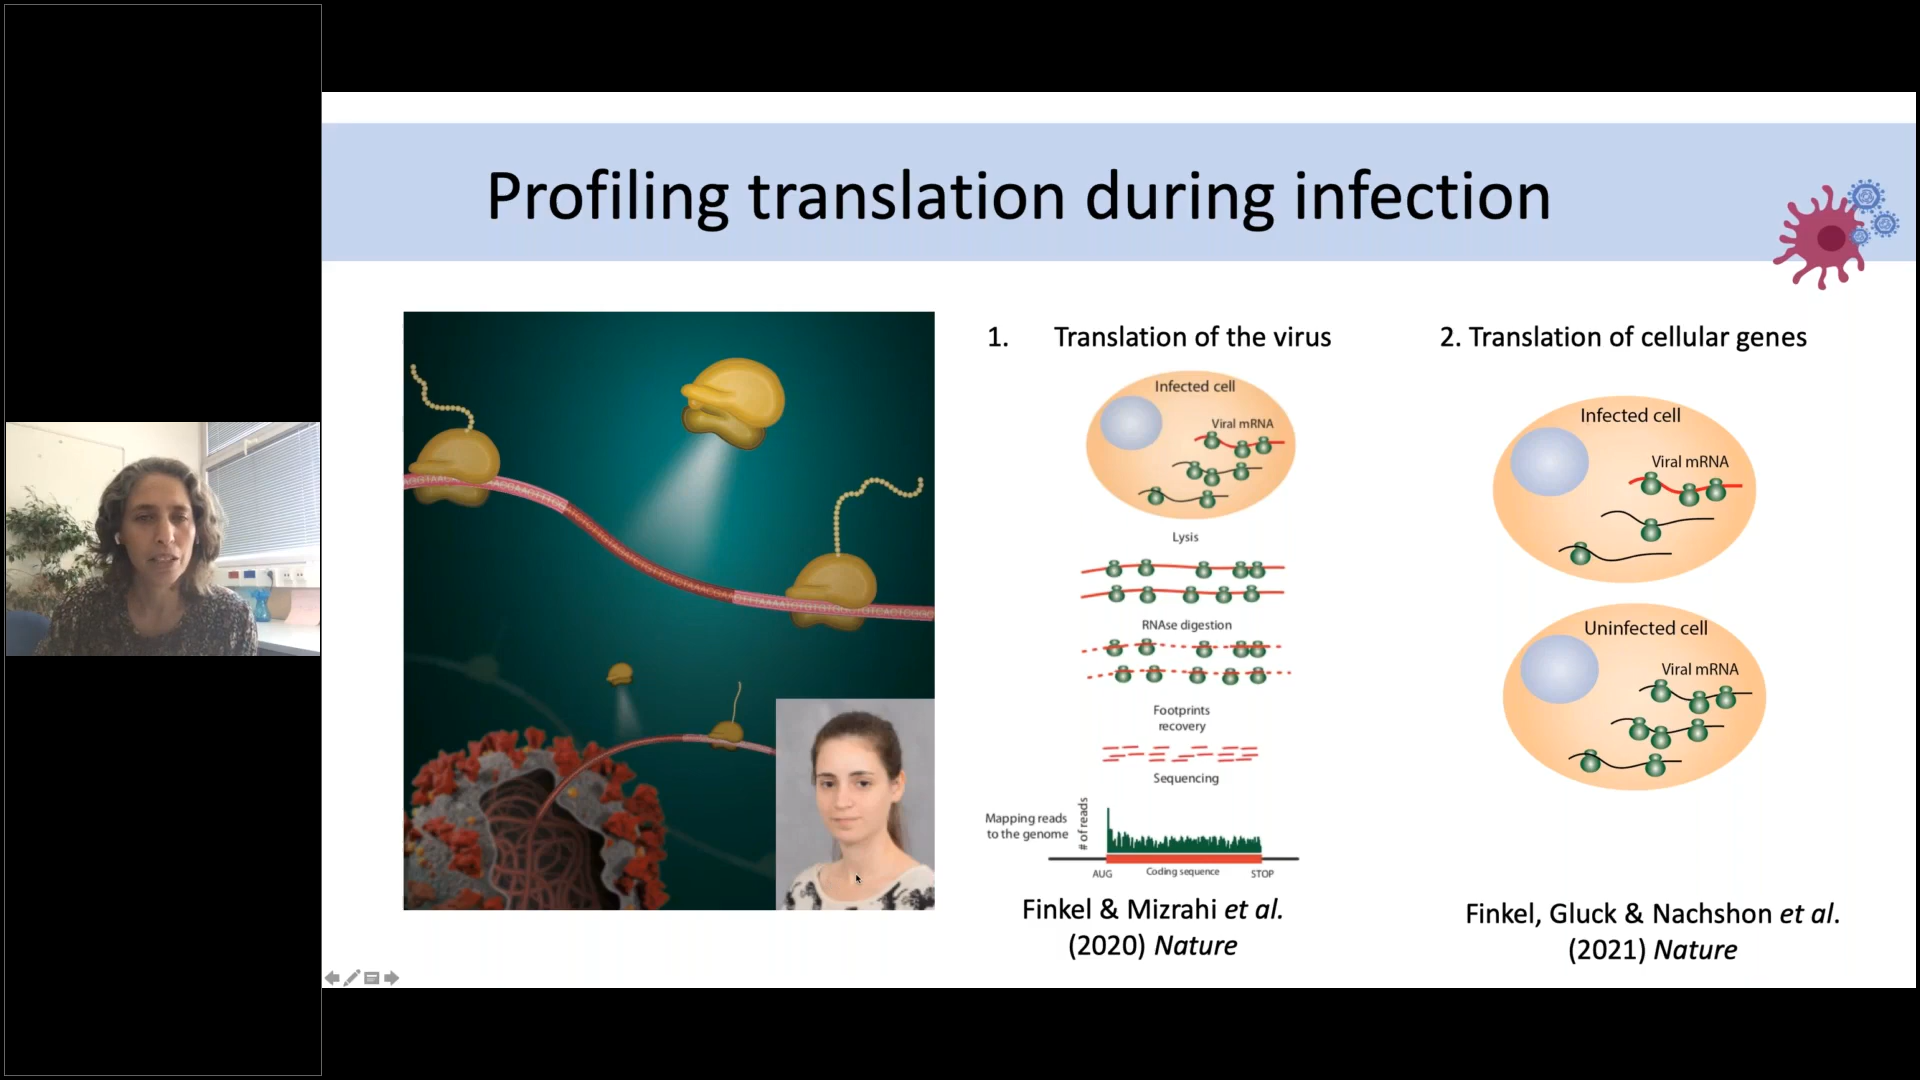 Profiling translation during infection
1. Translation of the virus
Infected cell
Viral mRNA
Lysis
RNAse digestion
Footprints
recovery
Sequencing
Mapping reads
to the genome
# of reads
AUG
Coding sequence
STOP
Finkel & Mizrahi et al.
(2020) Nature
2. Translation of cellular genes
Infected cell
Viral mRNA
Uninfected cell
Viral mRNA
Finkel, Gluck & Nachshon et al.
(2021) Nature